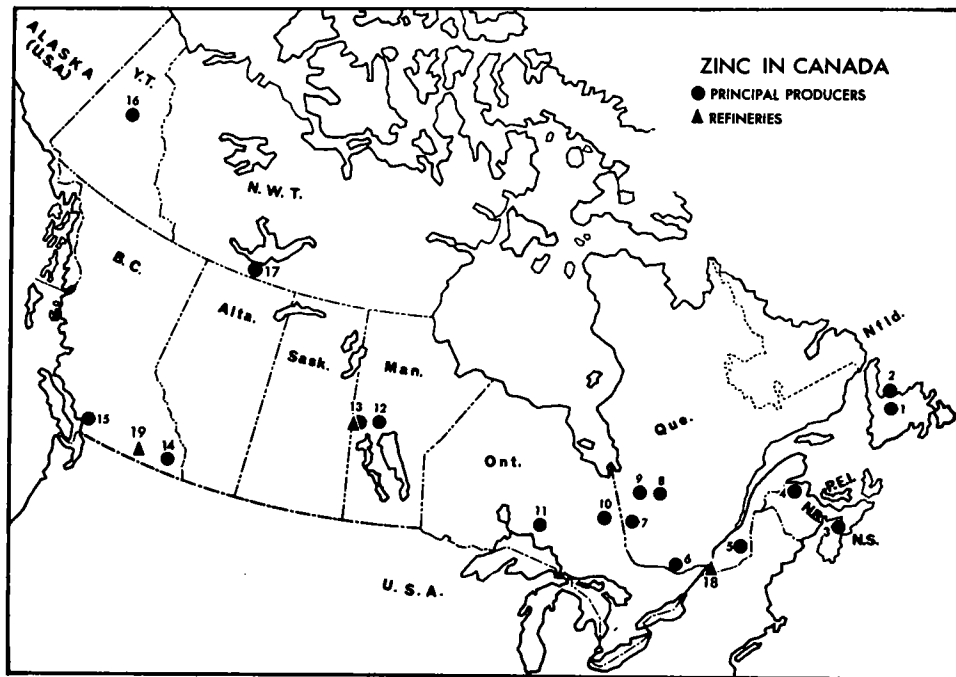 ALASKA
(U.S.A)
Y.T.
16
ZINC IN CANADA
PRINCIPAL PRODUCERS
REFINERIES
N.W.T.
17
B.C.
Alta.
Sask.
Man.
Nfld.
2
1
Que.
15
19
14
13
12
Ont.
9
8
10
7
11
P.E.I.
4
N.B.
3
N.S.
5
6
18
U.S.A.